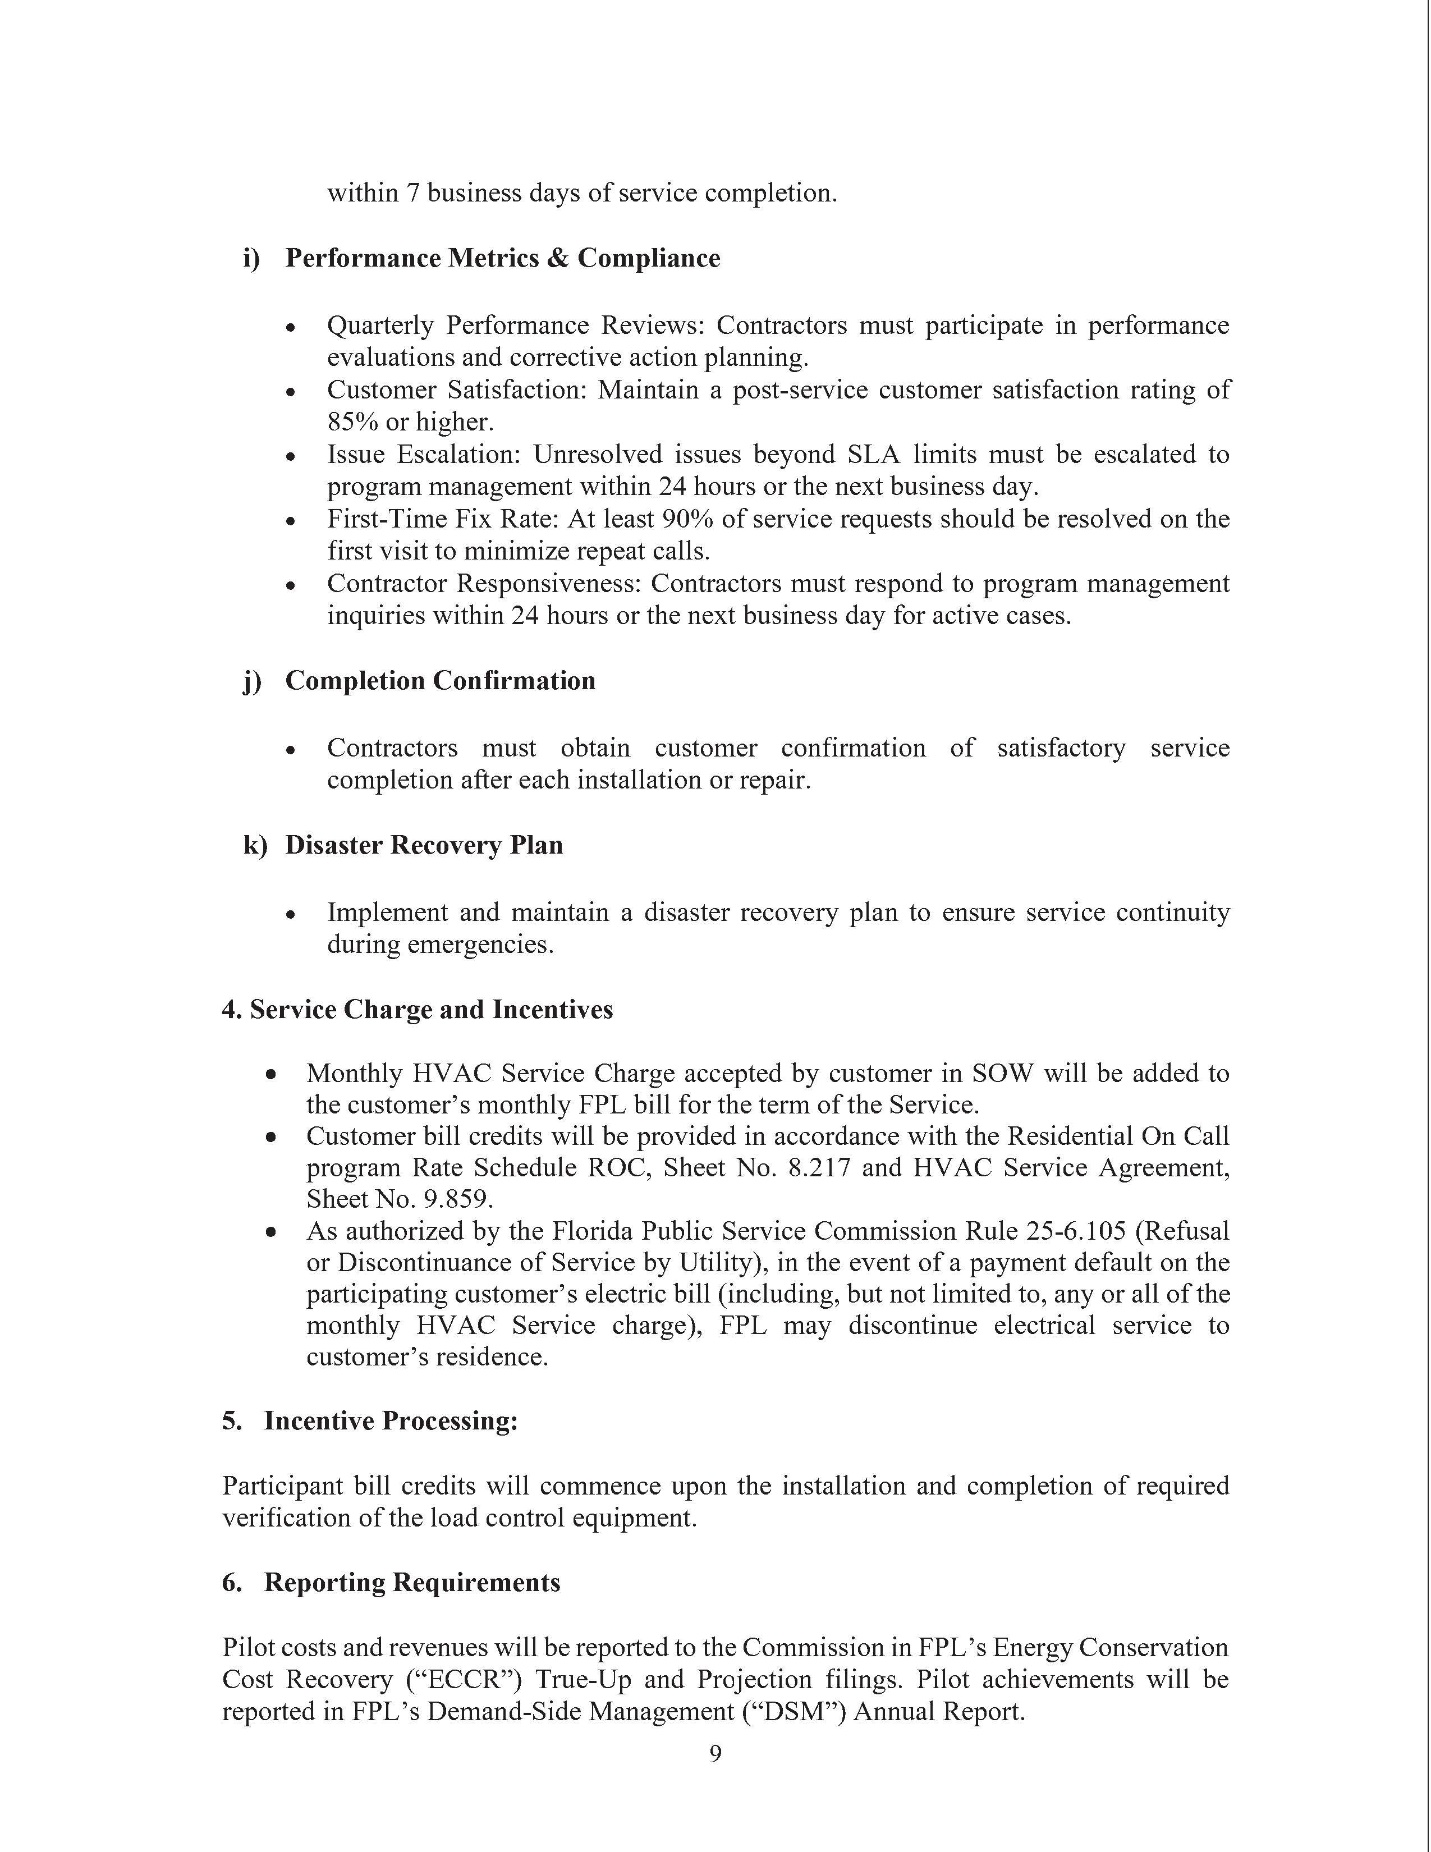 within 7 business days of service completion.
i) Performance Metrics & Compliance
• Quarterly Performance Reviews: Contractors must participate in performance
evaluations and corrective action planning.
• Customer Satisfaction: Maintain a post-service customer satisfaction rating of
85% or higher.
• Issue Escalation: Unresolved issues beyond SLA limits must be escalated to
program management within 24 hours or the next business day.
• First-Time Fix Rate: At least 90% of service requests should be resolved on the
first visit to minimize repeat calls.
• Contractor Responsiveness: Contractors must respond to program management
inquiries within 24 hours or the next business day for active cases.
j) Completion Confirmation
• Contractors must obtain customer confirmation of satisfactory service
completion after each installation or repair.
k) Disaster Recovery Plan
• Implement and maintain a disaster recovery plan to ensure service continuity
during emergencies.
4. Service Charge and Incentives
• Monthly HVAC Service Charge accepted by customer in SOW will be added to
the customer’s monthly FPL bill for the term of the Service.
• Customer bill credits will be provided in accordance with the Residential On Call
program Rate Schedule ROC, Sheet No. 8.217 and HVAC Service Agreement,
Sheet No. 9.859.
• As authorized by the Florida Public Service Commission Rule 25-6.105 (Refusal
or Discontinuance of Service by Utility), in the event of a payment default on the
participating customer’s electric bill (including, but not limited to, any or all of the
monthly HVAC Service charge), FPL may discontinue electrical service to
customer’s residence.
5. Incentive Processing:
Participant bill credits will commence upon the installation and completion of required
verification of the load control equipment.
6. Reporting Requirements
Pilot costs and revenues will be reported to the Commission in FPL’s Energy Conservation
Cost Recovery (“ECCR”) True-Up and Projection filings. Pilot achievements will be
reported in FPL’s Demand-Side Management (“DSM”) Annual Report.
9